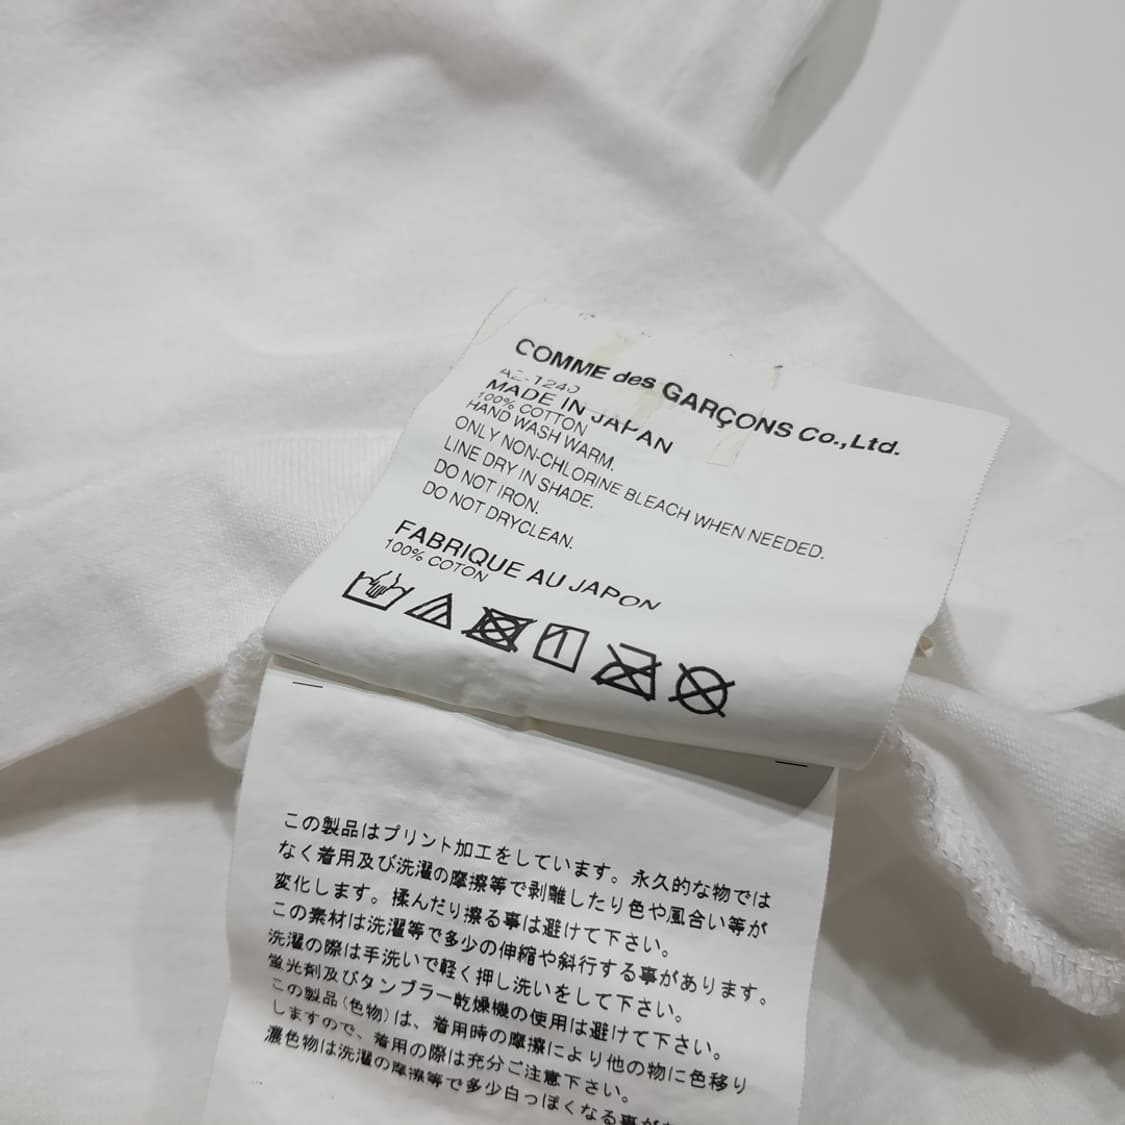 COMME des GARÇONS Co.,Ltd.
AZ-1240
MADE IN JAPAN
100% COTTON
HAND WASH WARM.
ONLY NON-CHLORINE BLEACH WHEN NEEDED.
LINE DRY IN SHADE.
DO NOT IRON.
DO NOT DRYCLEAN.
FABRIQUE AU JAPON
100% COTON
この製品はプリント加工をしています。永久的な物では
なく着用及び洗濯の摩擦等で剥離したり色や風合い等が
変化します。揉んだり擦る事は避けて下さい。
この素材は洗濯等で多少の伸縮や斜行する事があります。
洗濯の際は手洗いで軽く押し洗いをして下さい。
蛍光剤及びタンブラー乾燥機の使用は避けて下さい。
この製品(色物)は、着用時の摩擦により他の物に色移り
しますので、着用の際は充分ご注意下さい。
濃色物は洗濯の摩擦等で多少白っぽくなる事が